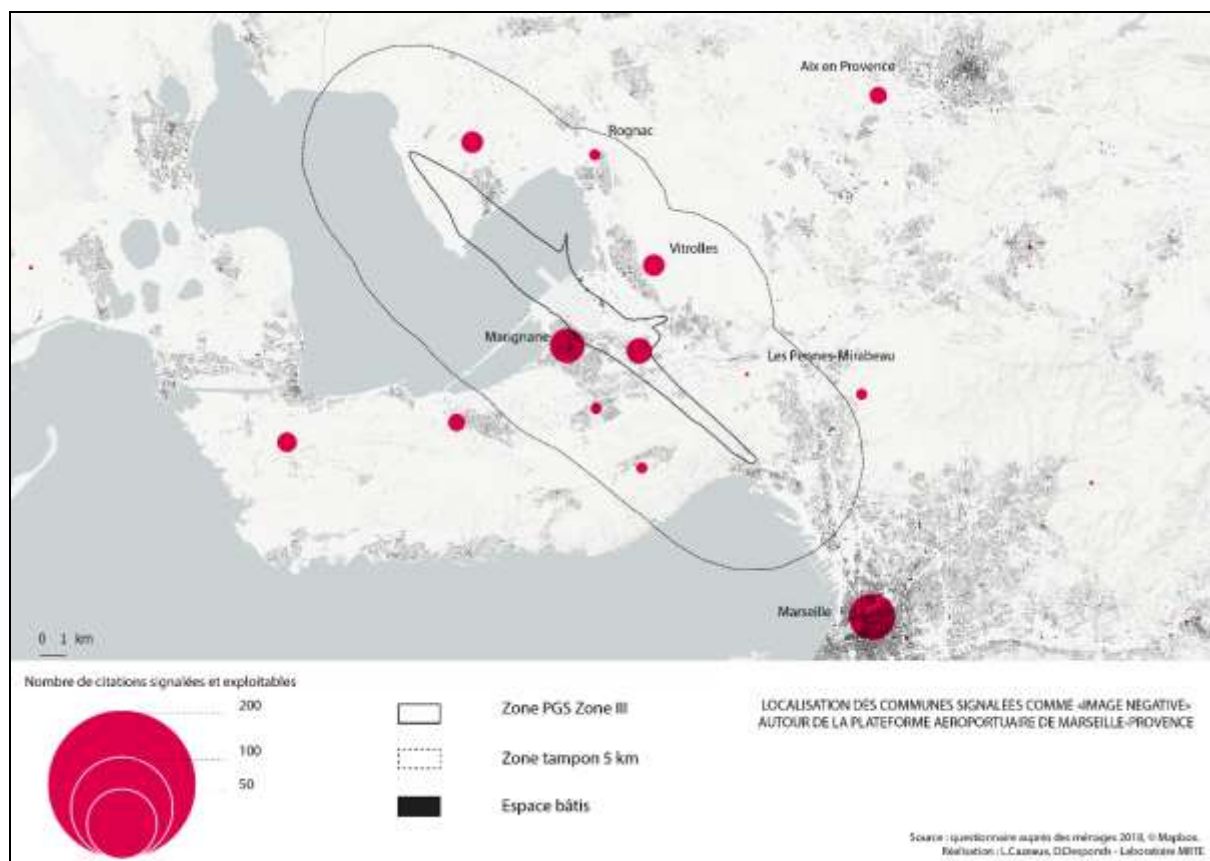 Aix en Provence
Rognac
Vitrolles
Marignane
Les Pennes-Mirabeau
Marseille
0 1 km
Nombre de citations signalées et exploitables
200
100
50
Zone PGS Zone III
Zone tampon 5 km
Espace bâtis
LOCALISATION DES COMMUNES SIGNALÉES COMME «IMAGE NEGATIVE»
AUTOUR DE LA PLATEFORME AEROPORTUAIRE DE MARSEILLE-PROVENCE
Source : questionnaire auprès des ménages 2018, © Mapbox.
Réalisation : L.Cazeaux, D.Desponds - Laboratoire MRTE